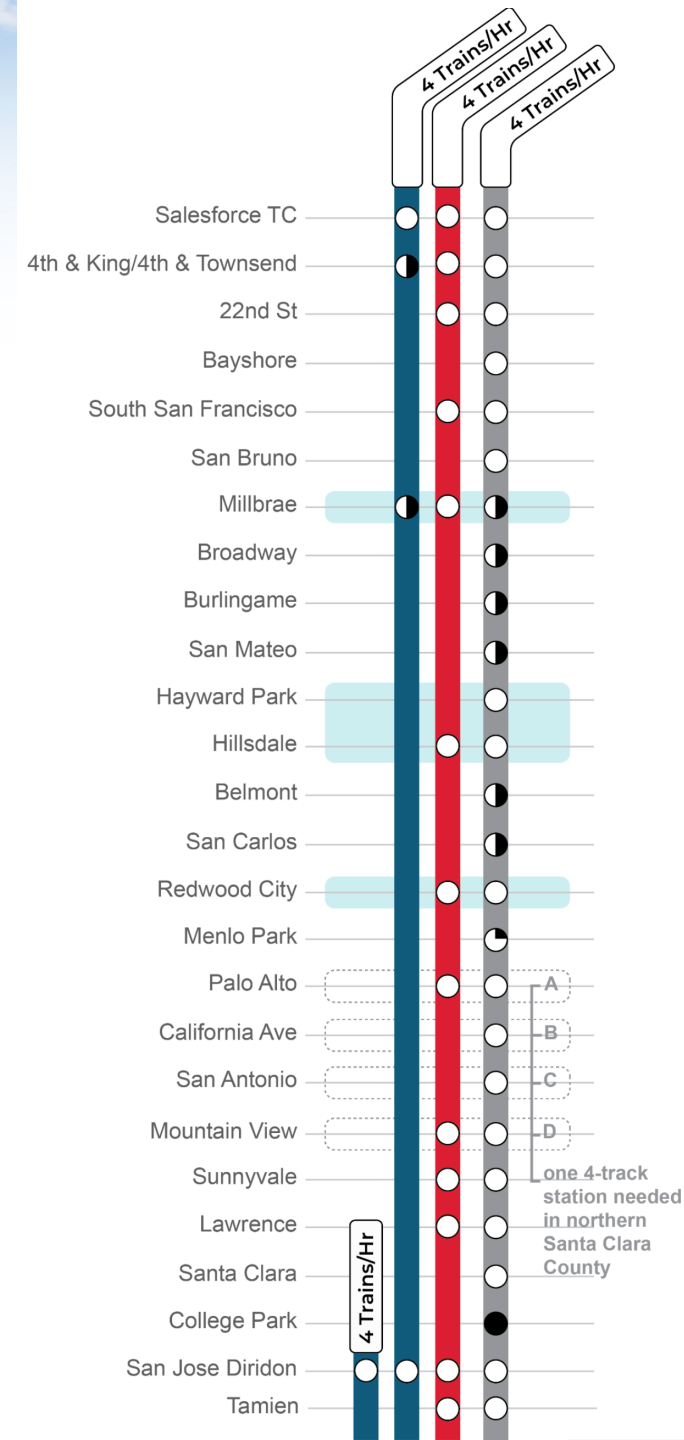 4 Trains/Hr
4 Trains/Hr
4 Trains/Hr
Salesforce TC
4th & King/4th & Townsend
22nd St
Bayshore
South San Francisco
San Bruno
Millbrae
Broadway
Burlingame
San Mateo
Hayward Park
Hillsdale
Belmont
San Carlos
Redwood City
Menlo Park
Palo Alto
A
California Ave
B
San Antonio
C
Mountain View
D
Sunnyvale
one 4-track
station needed
in northern
Santa Clara
County
Lawrence
Santa Clara
4 Trains/Hr
College Park
San Jose Diridon
Tamien